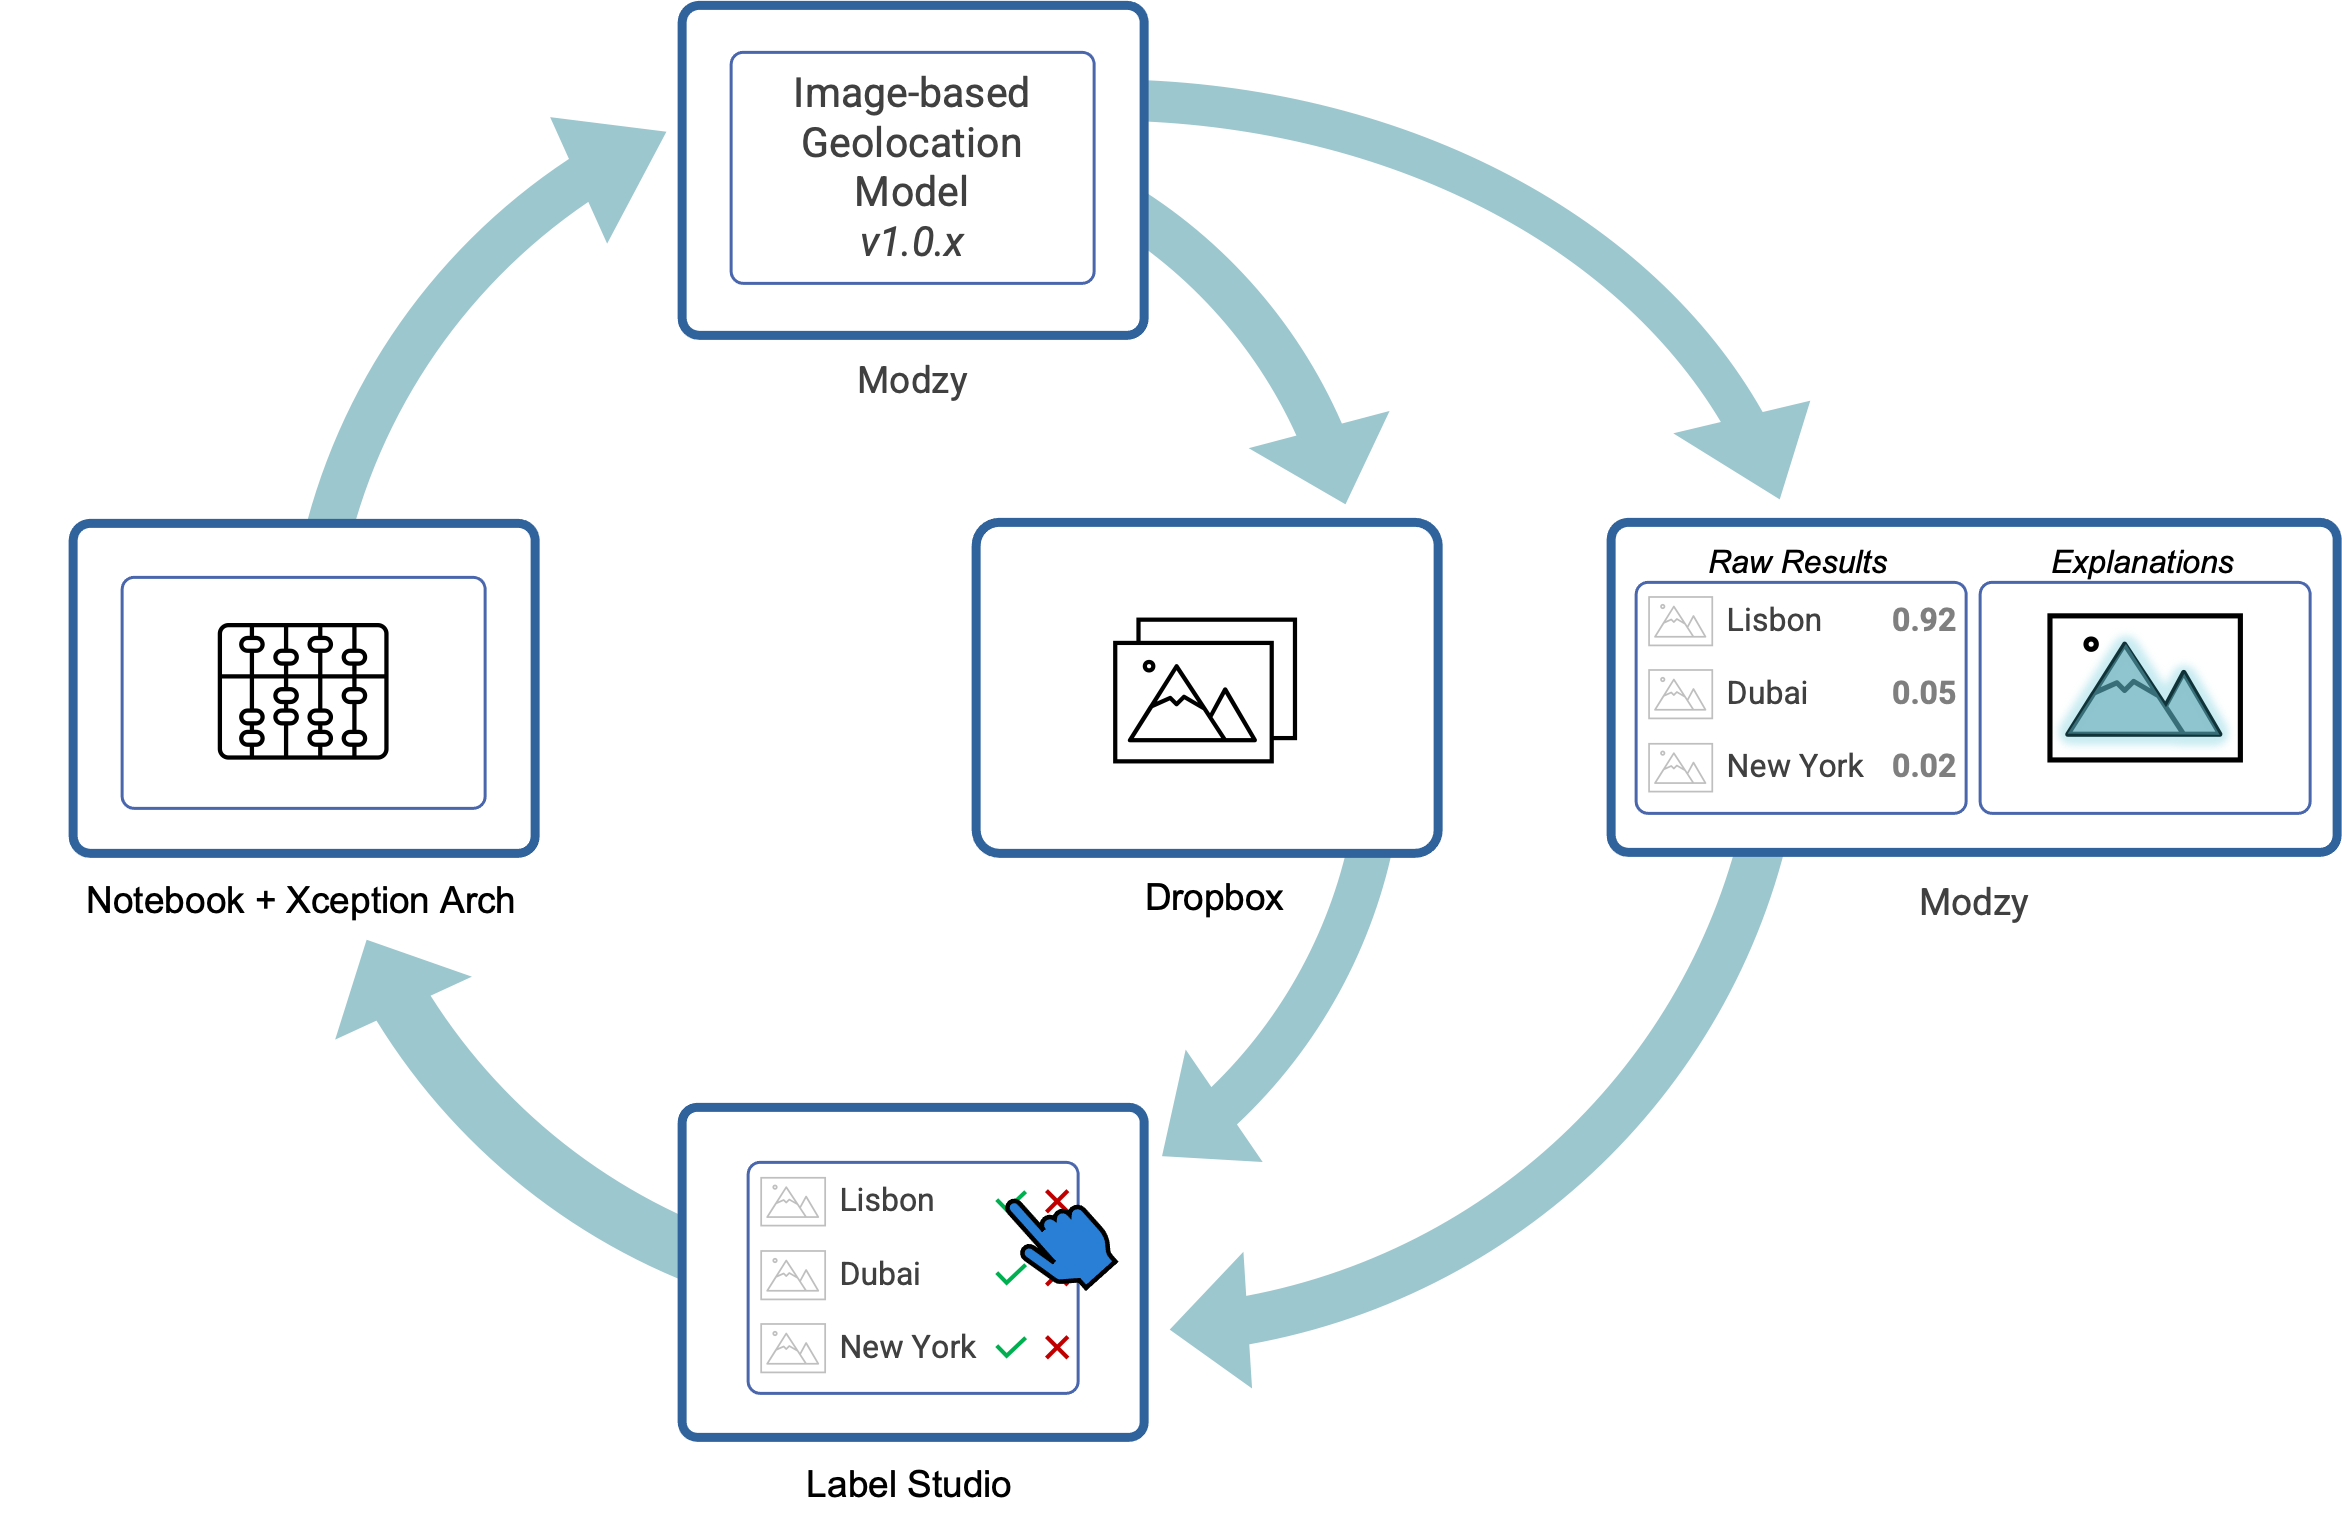 Image-based
Geolocation
Model
v1.0.x
Modzy
Notebook + Xception Arch
Dropbox
Raw Results
Lisbon 0.92
Dubai 0.05
New York 0.02
Explanations
Modzy
Lisbon
Dubai
New York
Label Studio